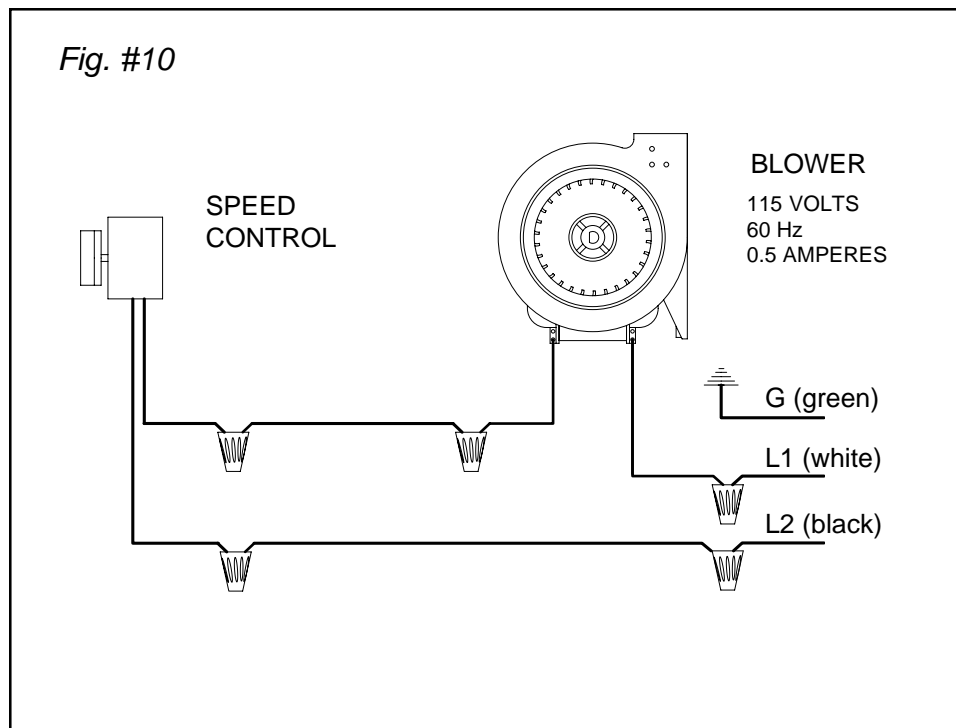 Fig. #10
SPEED
CONTROL
BLOWER
115 VOLTS
60 Hz
0.5 AMPERES
D
G (green)
L1 (white)
L2 (black)